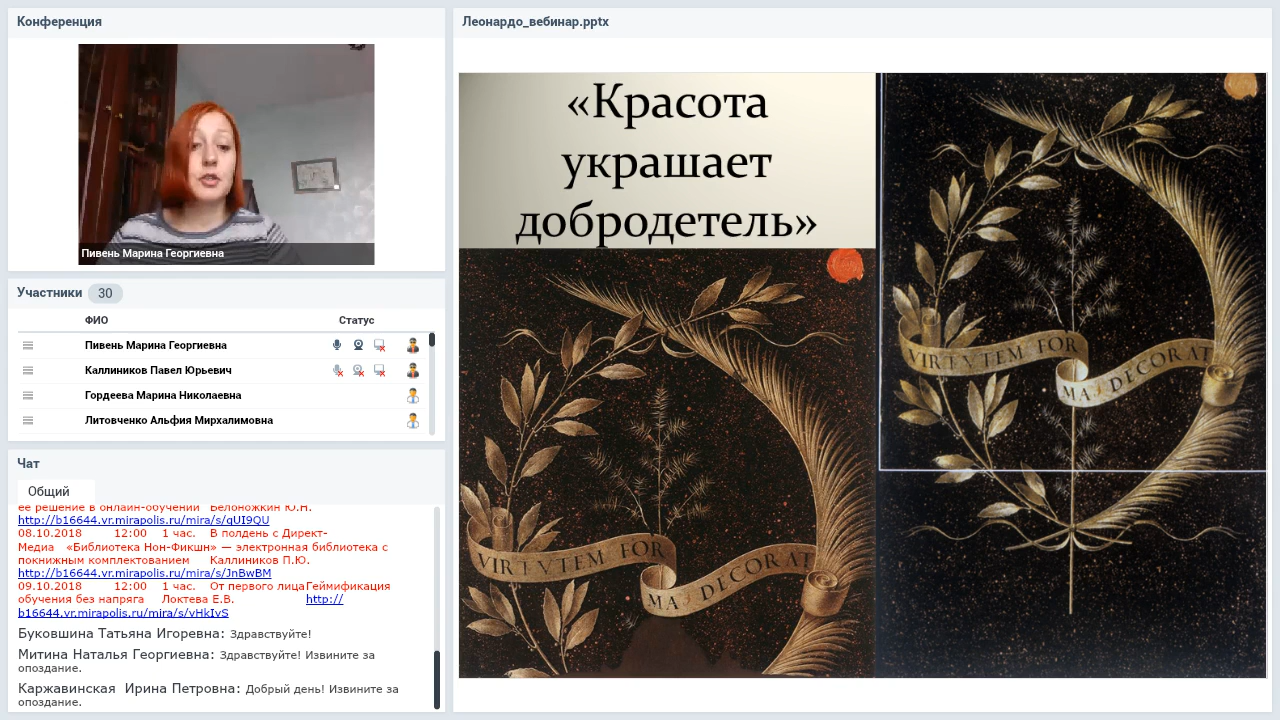 Конференция
Пивень Марина Георгиевна
Участники 30
ФИО Статус
Пивень Марина Георгиевна
Каллиников Павел Юрьевич
Гордеева Марина Николаевна
Литовченко Альфия Мирхалимовна
Чат
Общий
ее решение в онлайн-обучении Белоножкин Ю.Н.
http://b16644.vr.mirapolis.ru/mira/s/qUI9QU
08.10.2018 12:00 1 час. В полдень с Директ-
Медиа «Библиотека Нон-Фикшн» — электронная библиотека с
покнижным комплектованием Каллиников П.Ю.
http://b16644.vr.mirapolis.ru/mira/s/JnBwBM
09.10.2018 12:00 1 час. От первого лица Геймификация
обучения без напряга Локтева Е.В. http://
b16644.vr.mirapolis.ru/mira/s/vHkIvS
Буковшина Татьяна Игоревна: Здравствуйте!
Митина Наталья Георгиевна: Здравствуйте! Извините за
опоздание.
Каржавинская Ирина Петровна: Добрый день! Извините за
опоздание.
Леонардо_вебинар.pptx
«Красота
украшает
добродетель»
VIRTVTEM FOR
MA DECORAT
VIRTVTEM FOR
MA DECORAT